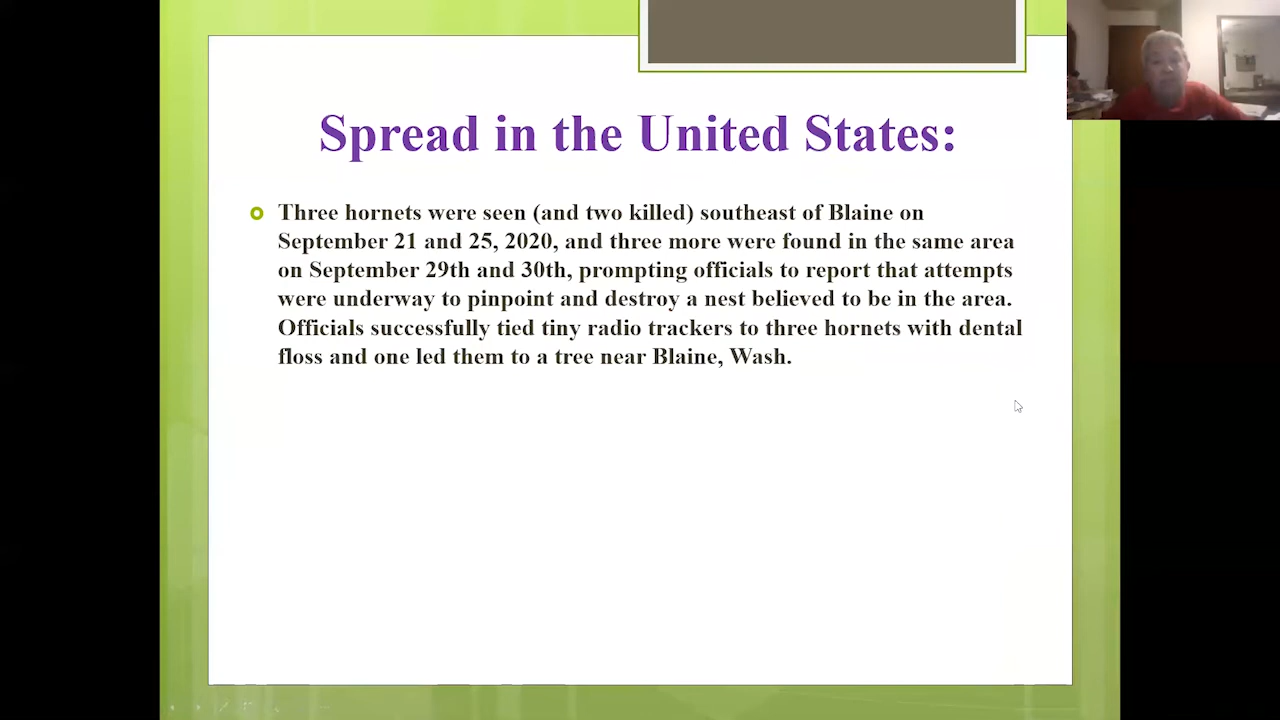 Spread in the United States:
Three hornets were seen (and two killed) southeast of Blaine on
September 21 and 25, 2020, and three more were found in the same area
on September 29th and 30th, prompting officials to report that attempts
were underway to pinpoint and destroy a nest believed to be in the area.
Officials successfully tied tiny radio trackers to three hornets with dental
floss and one led them to a tree near Blaine, Wash.